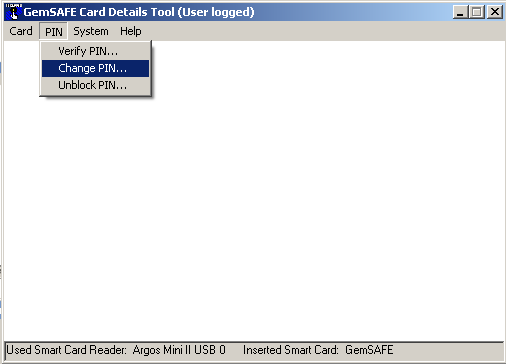 GemSAFE Card Details Tool (User logged)
Card PIN System Help
Verify PIN...
Change PIN...
Unblock PIN...
Used Smart Card Reader: Argos Mini II USB 0 Inserted Smart Card: GemSAFE